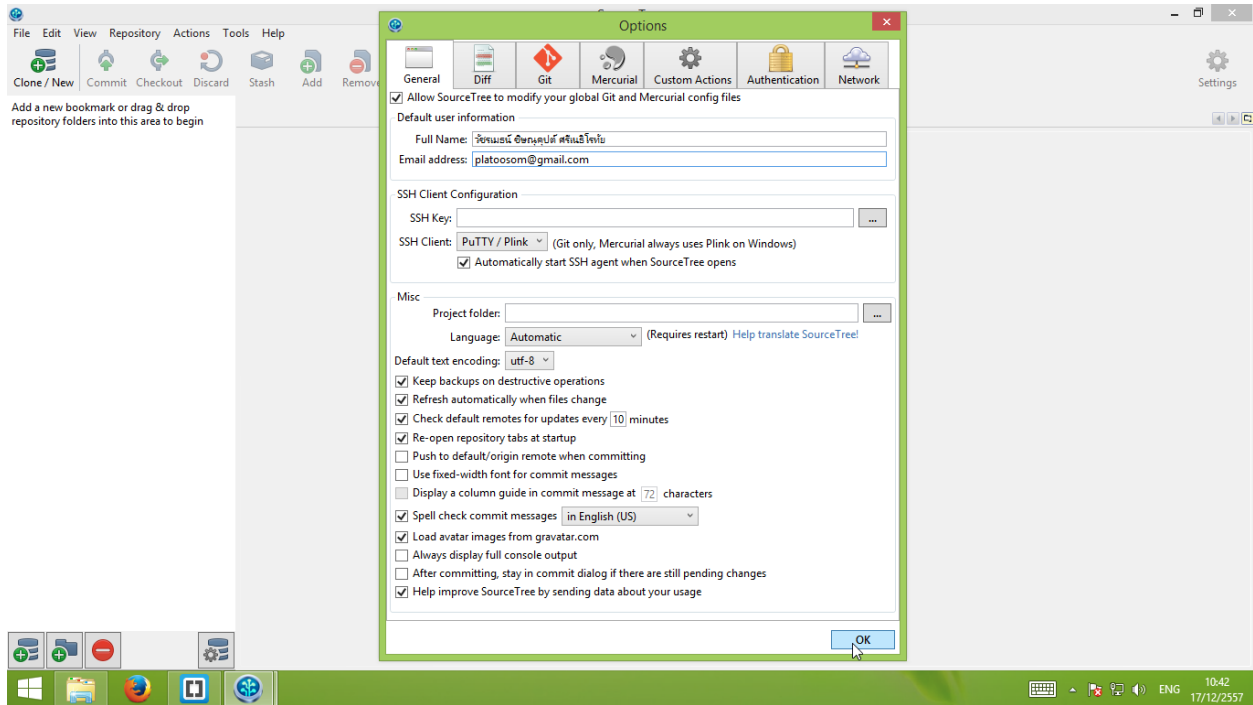 Options
File Edit View Repository Actions Tools Help
Clone / New Commit Checkout Discard Stash Add Remove Settings
Add a new bookmark or drag & drop
repository folders into this area to begin
General Diff Git Mercurial Custom Actions Authentication Network
Allow SourceTree to modify your global Git and Mercurial config files
Default user information
Full Name:
Email address: platoosom@gmail.com
SSH Client Configuration
SSH Key: ...
SSH Client: PuTTY / Plink (Git only, Mercurial always uses Plink on Windows)
Automatically start SSH agent when SourceTree opens
Misc
Project folder: ...
Language: Automatic (Requires restart) Help translate SourceTree!
Default text encoding: utf-8
Keep backups on destructive operations
Refresh automatically when files change
Check default remotes for updates every 10 minutes
Re-open repository tabs at startup
Push to default/origin remote when committing
Use fixed-width font for commit messages
Display a column guide in commit message at 72 characters
Spell check commit messages in English (US)
Load avatar images from gravatar.com
Always display full console output
After committing, stay in commit dialog if there are still pending changes
Help improve SourceTree by sending data about your usage
OK
ENG 10:42
17/12/2557